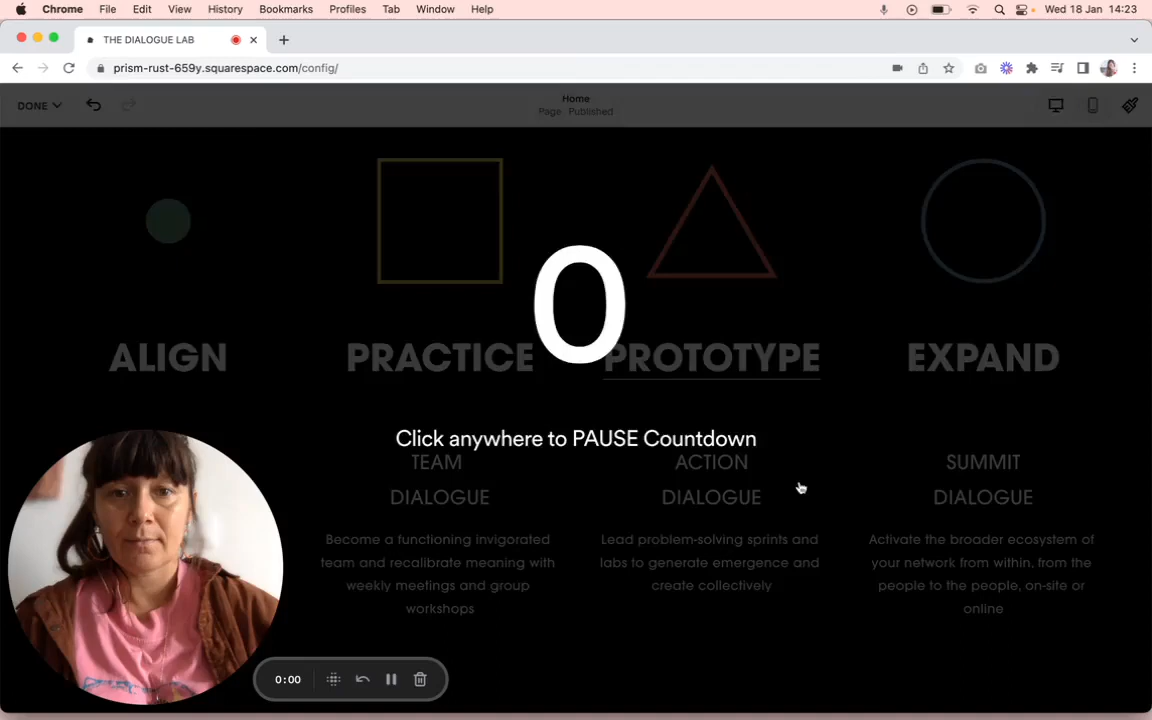 Chrome File Edit View History Bookmarks Profiles Tab Window Help Wed 18 Jan 14:23
THE DIALOGUE LAB
prism-rust-659y.squarespace.com/config/
DONE
Home
Page · Published
0
ALIGN PRACTICE PROTOTYPE EXPAND
Click anywhere to PAUSE Countdown
TEAM
DIALOGUE
Become a functioning invigorated
team and recalibrate meaning with
weekly meetings and group
workshops
ACTION
DIALOGUE
Lead problem-solving sprints and
labs to generate emergence and
create collectively
SUMMIT
DIALOGUE
Activate the broader ecosystem of
your network from within, from the
people to the people, on-site or
online
0:00